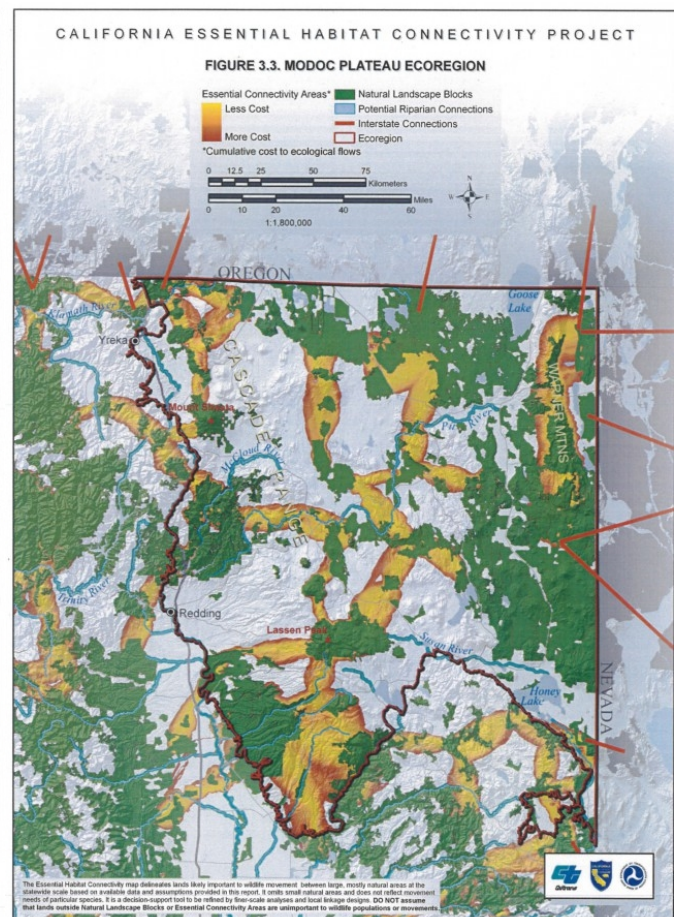 CALIFORNIA ESSENTIAL HABITAT CONNECTIVITY PROJECT
FIGURE 3.3. MODOC PLATEAU ECOREGION
Essential Connectivity Areas*
Less Cost
More Cost
*Cumulative cost to ecological flows
Natural Landscape Blocks
Potential Riparian Connections
Interstate Connections
Ecoregion
0 12.5 25 50 75
Kilometers
Miles
0 10 20 40 60
1:1,800,000
N
W E
S
OREGON
Goose
Lake
Klamath River
Yreka
CASCADE RANGE
WARNER MTNS
Mount Shasta
Pitt River
McCloud River
Trinity River
Redding
Lassen Peak
Susan River
Honey
Lake
NEVADA
The Essential Habitat Connectivity map delineates lands likely important to wildlife movement between large, mostly natural areas at the
statewide scale based on available data and assumptions provided in this report. It omits small natural areas and does not reflect movement
needs of particular species. It is a decision-support tool to be refined by finer-scale analyses and local linkage designs. DO NOT assume
that lands outside Natural Landscape Blocks or Essential Connectivity Areas are unimportant to wildlife populations or movements.
Caltrans